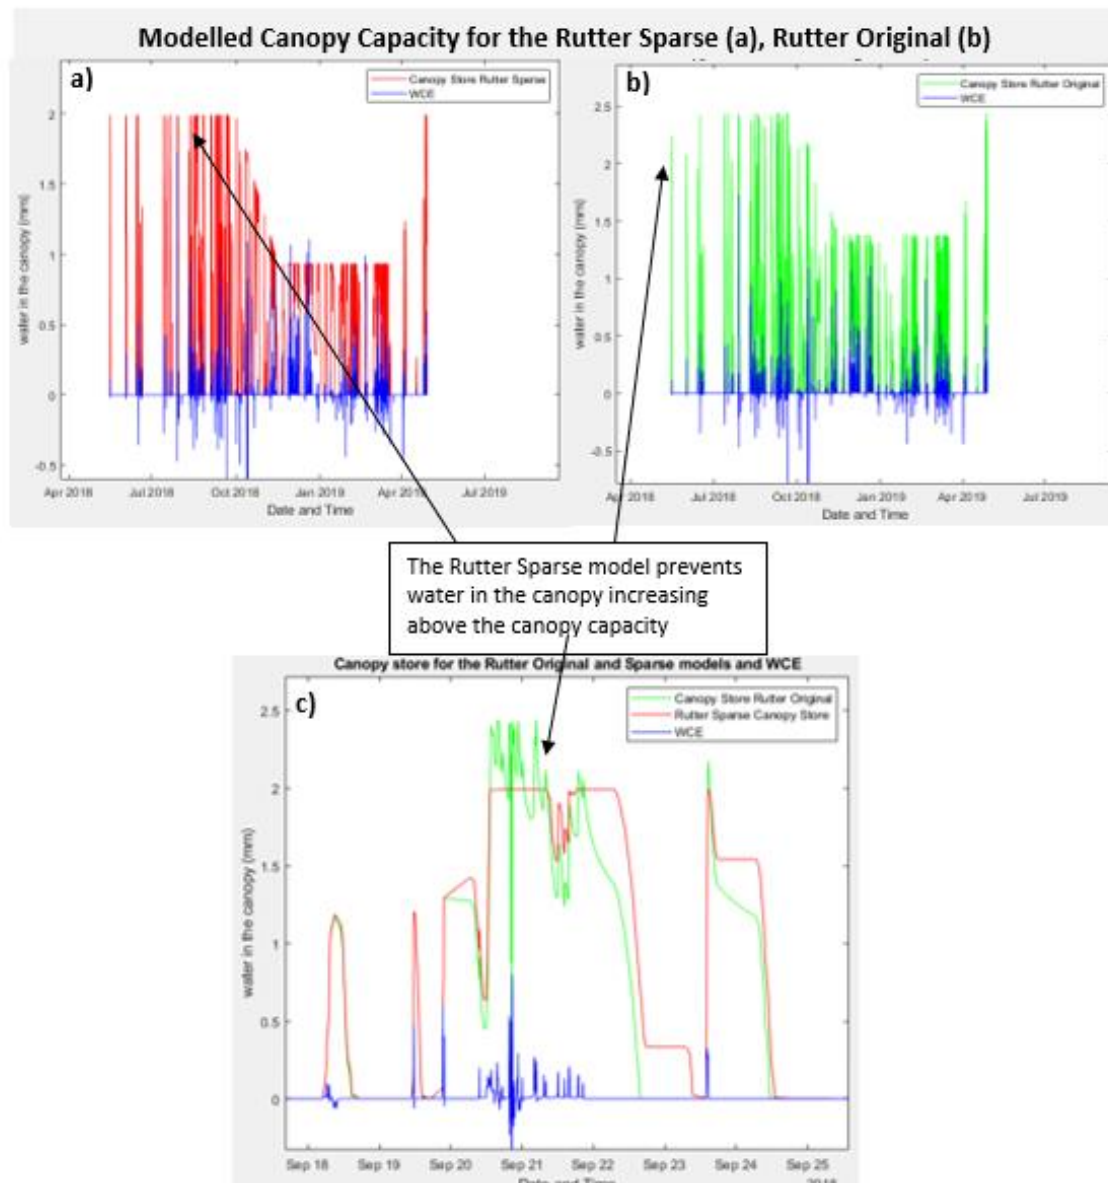 Modelled Canopy Capacity for the Rutter Sparse (a), Rutter Original (b)
a)
Canopy Store Rutter Sparse
WCE
2
1.5
1
0.5
0
-0.5
water in the canopy (mm)
Apr 2018 Jul 2018 Oct 2018 Jan 2019 Apr 2019 Jul 2019
Date and Time
b)
Canopy Store Rutter Original
WCE
2.5
2
1.5
1
0.5
0
-0.5
water in the canopy (mm)
Apr 2018 Jul 2018 Oct 2018 Jan 2019 Apr 2019 Jul 2019
Date and Time
The Rutter Sparse model prevents
water in the canopy increasing
above the canopy capacity
Canopy store for the Rutter Original and Sparse models and WCE
c)
Canopy Store Rutter Original
Rutter Sparse Canopy Store
WCE
2.5
2
1.5
1
0.5
0
water in the canopy (mm)
Sep 18 Sep 19 Sep 20 Sep 21 Sep 22 Sep 23 Sep 24 Sep 25
Date and Time